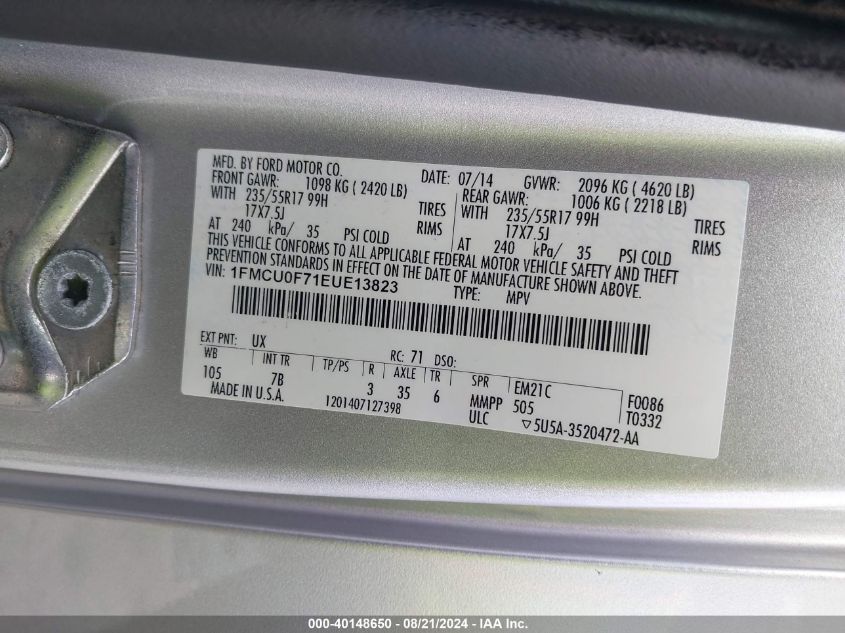 MFD. BY FORD MOTOR CO. DATE: 07/14 GVWR: 2096 KG ( 4620 LB)
FRONT GAWR: 1098 KG ( 2420 LB) REAR GAWR: 1006 KG ( 2218 LB)
WITH 235/55R17 99H TIRES WITH 235/55R17 99H TIRES
17X7.5J RIMS 17X7.5J RIMS
AT 240 kPa/ 35 PSI COLD AT 240 kPa/ 35 PSI COLD
THIS VEHICLE CONFORMS TO ALL APPLICABLE FEDERAL MOTOR VEHICLE SAFETY AND THEFT
PREVENTION STANDARDS IN EFFECT ON THE DATE OF MANUFACTURE SHOWN ABOVE.
VIN: 1FMCU0F71EUE13823 TYPE: MPV
EXT PNT: UX RC: 71 DSO:
WB INT TR TP/PS R AXLE TR SPR EM21C F0086
105 7B 3 35 6 MMPP 505 T0332
MADE IN U.S.A. 1201407127398 ULC ▽5U5A-3520472-AA
000-40148650 - 08/21/2024 - IAA Inc.